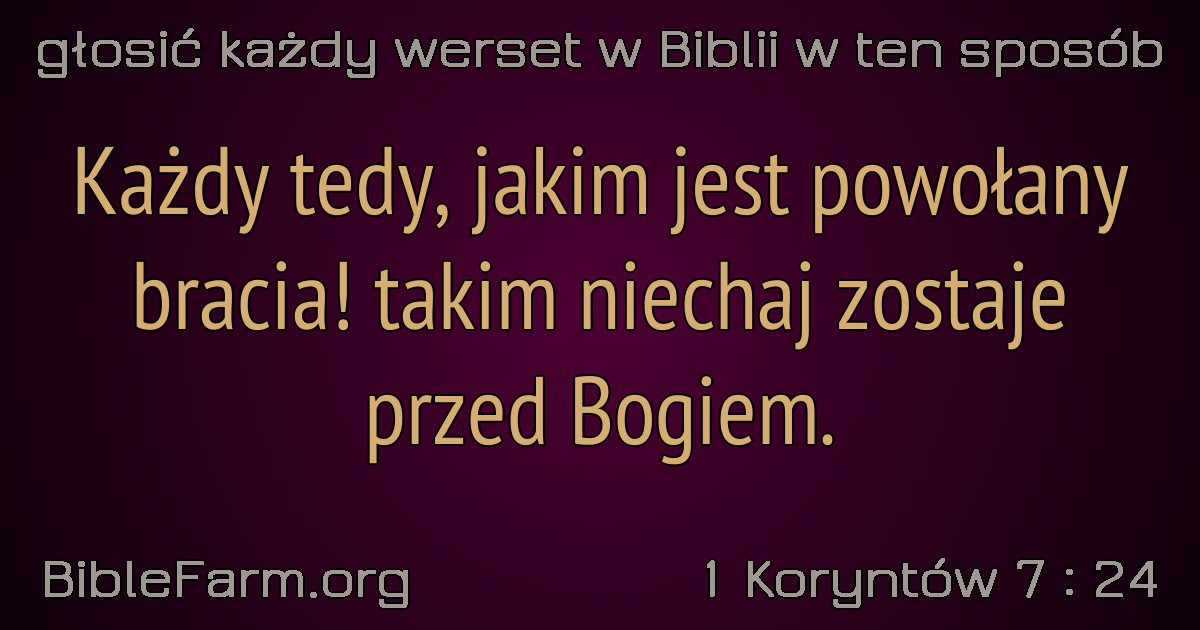 głosić każdy werset w Biblii w ten sposób
Każdy tedy, jakim jest powołany
bracia! takim niechaj zostaje
przed Bogiem.
BibleFarm.org
1 Koryntów 7 : 24